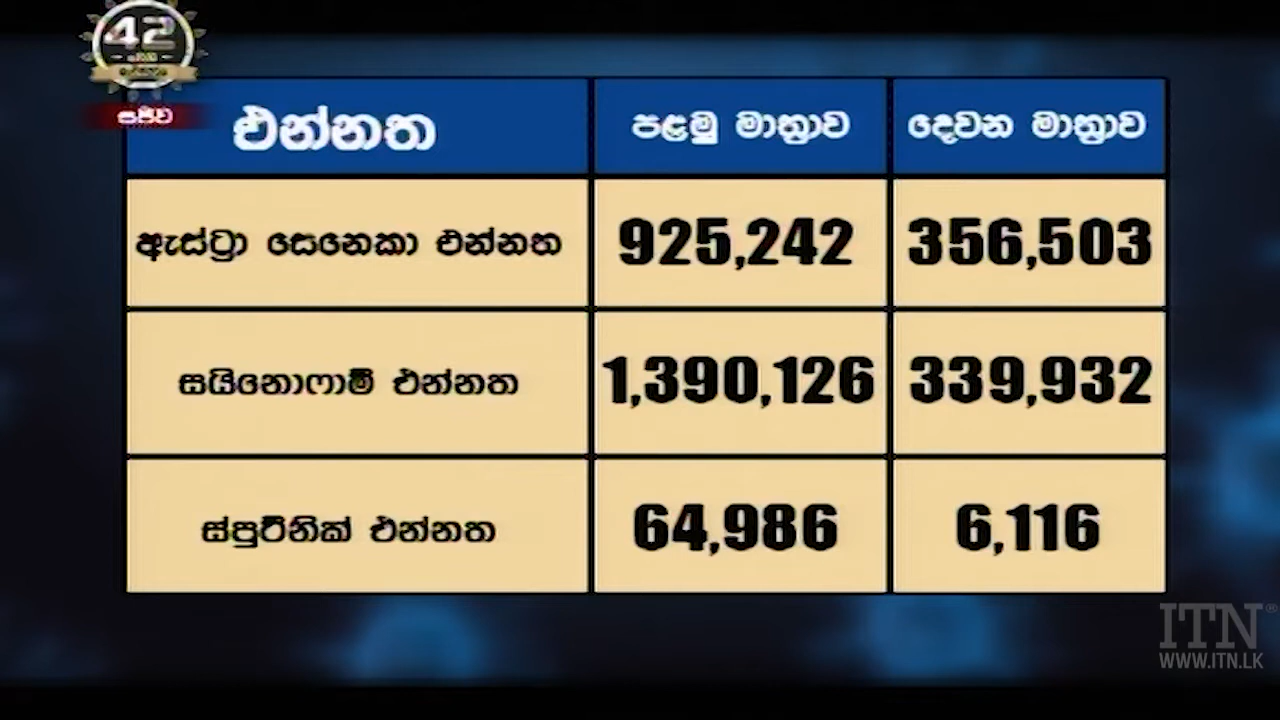 42
සජීව
එන්නත පළමු මාත්‍රාව දෙවන මාත්‍රාව
ඇස්ට්‍රා සෙනෙකා එන්නත 925,242 356,503
සයිනොෆාම් එන්නත 1,390,126 339,932
ස්පුට්නික් එන්නත 64,986 6,116
ITN®
WWW.ITN.LK